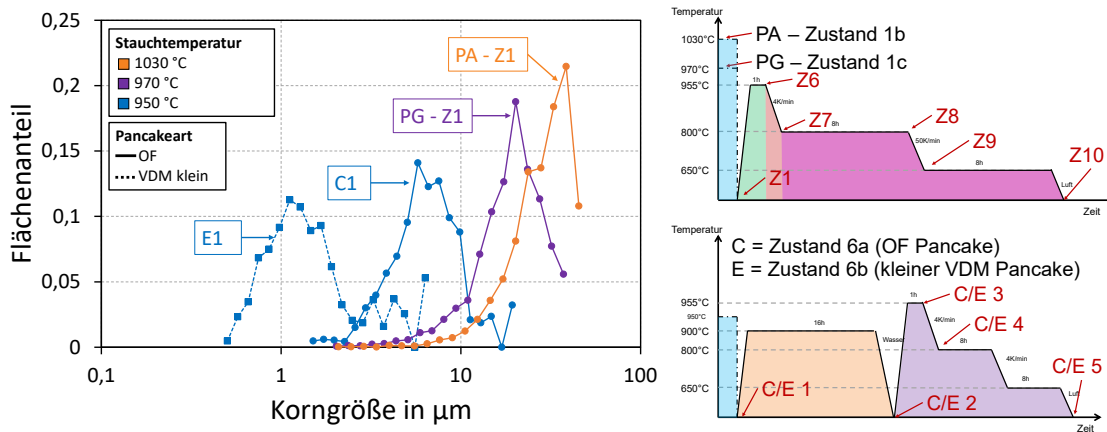 0,25
0,2
0,15
0,1
0,05
0
Flächenanteil
0,1
1
10
100
Korngröße in µm
Stauchtemperatur
1030 °C
970 °C
950 °C
Pancakeart
OF
VDM klein
PA - Z1
PG - Z1
C1
E1
Temperatur
1030°C
970°C
955°C
800°C
650°C
PA – Zustand 1b
PG – Zustand 1c
1h
Z6
4K/min
Z7
8h
Z8
50K/min
Z9
8h
Z10
Luft
Z1
Zeit
Temperatur
955°C
950°C
900°C
800°C
650°C
C = Zustand 6a (OF Pancake)
E = Zustand 6b (kleiner VDM Pancake)
1h
C/E 3
16h
Wasser
4K/min
C/E 4
8h
4K/min
8h
C/E 5
Luft
C/E 1
C/E 2
Zeit